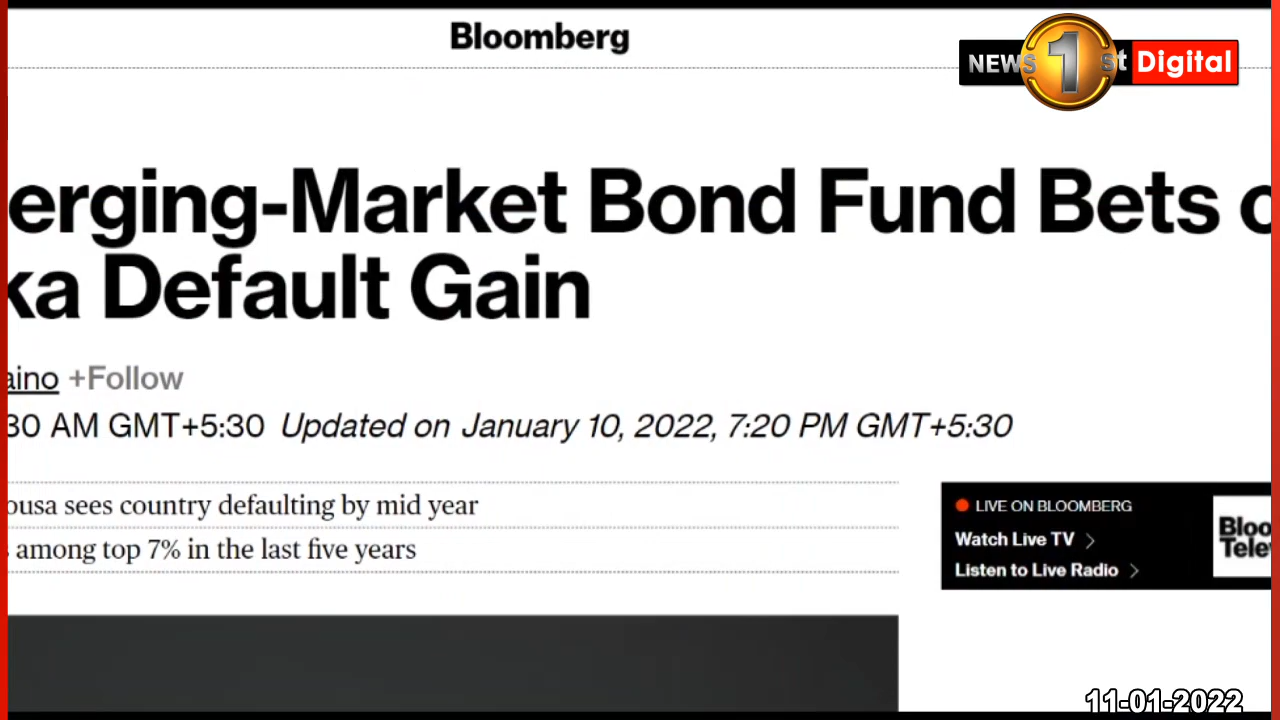 Bloomberg
NEWS 1st Digital
erging-Market Bond Fund Bets o
ka Default Gain
aino +Follow
30 AM GMT+5:30 Updated on January 10, 2022, 7:20 PM GMT+5:30
ousa sees country defaulting by mid year
s among top 7% in the last five years
LIVE ON BLOOMBERG
Watch Live TV
Listen to Live Radio
Bloo
Tele
11-01-2022